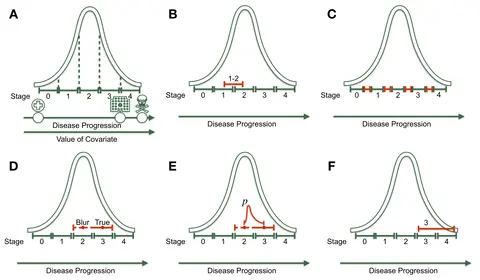 A
B
C
Stage 0 1 2 3 4
Disease Progression
Value of Covariate
1-2
Stage 0 1 2 3 4
Disease Progression
Stage 0 1 2 3 4
Disease Progression
D
E
F
Blur True
Stage 0 1 2 3 4
Disease Progression
p
Stage 0 1 2 3 4
Disease Progression
3
Stage 0 1 2 3 4
Disease Progression